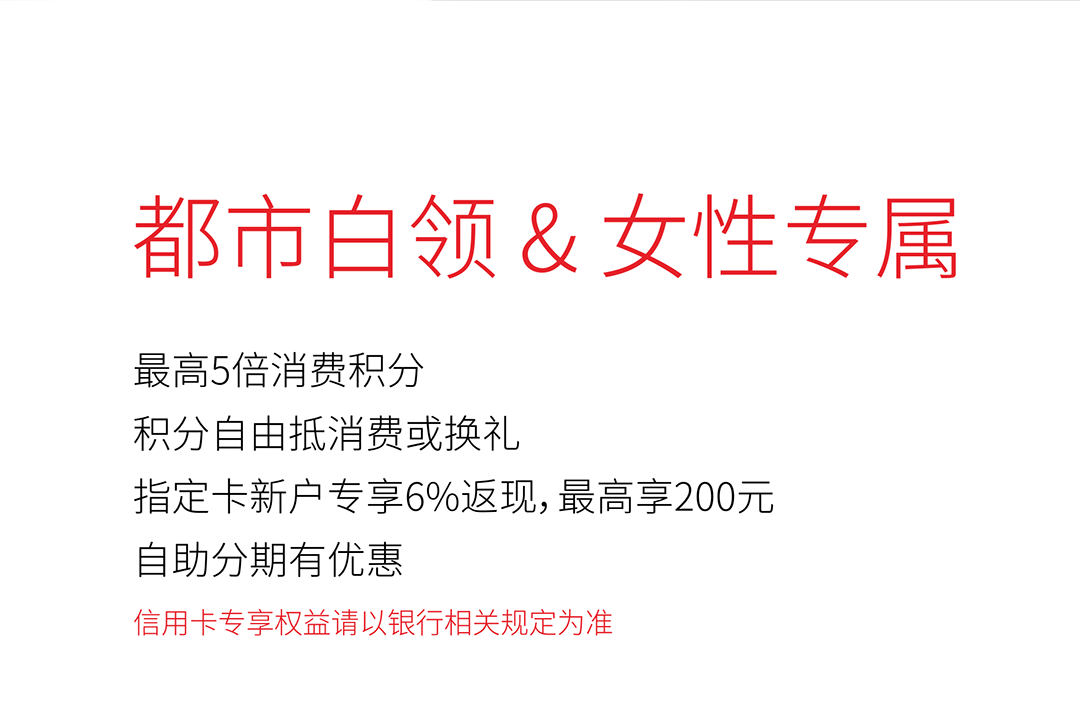 都市白领 & 女性专属
最高5倍消费积分
积分自由抵消费或换礼
指定卡新户专享6%返现，最高享200元
自助分期有优惠
信用卡专享权益请以银行相关规定为准